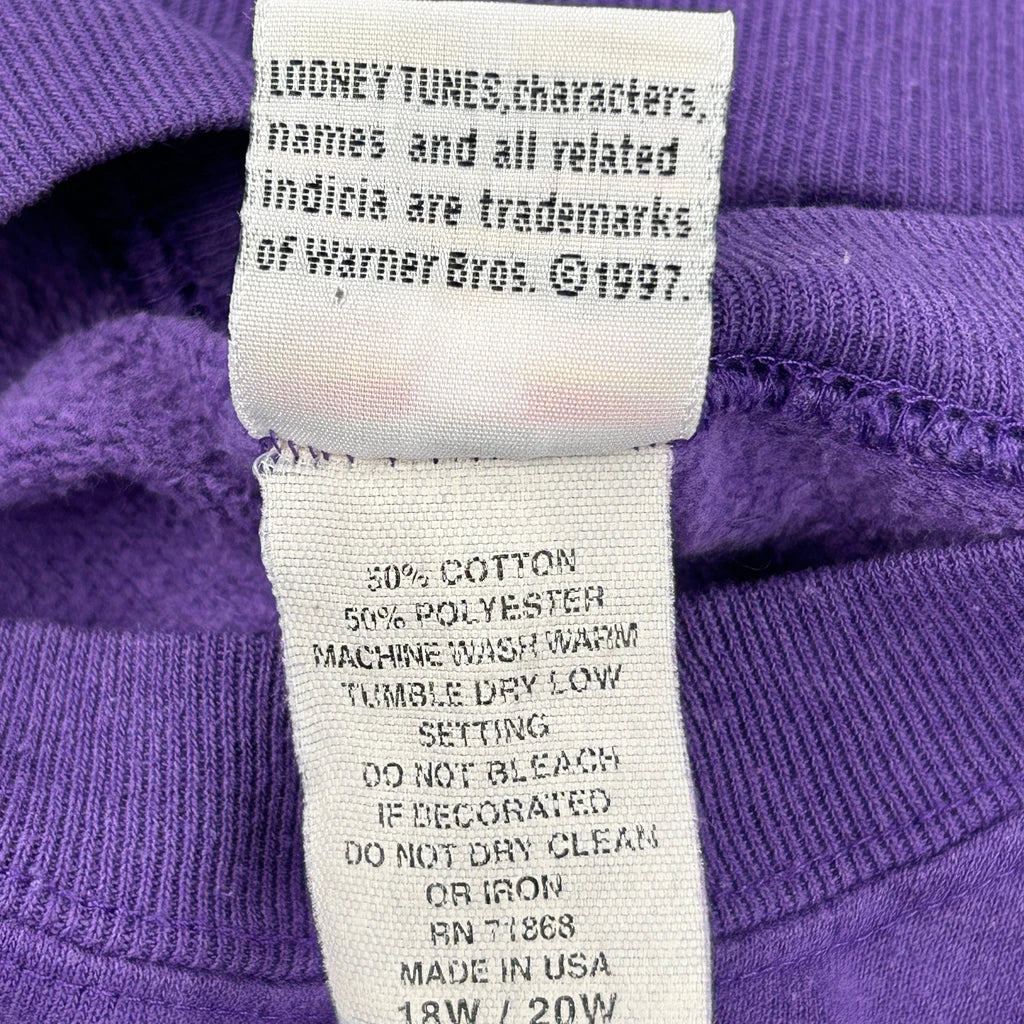 LOONEY TUNES, characters,
names and all related
indicia are trademarks
of Warner Bros. ©1997.
50% COTTON
50% POLYESTER
MACHINE WASH WARM
TUMBLE DRY LOW
SETTING
DO NOT BLEACH
IF DECORATED
DO NOT DRY CLEAN
OR IRON
RN 71868
MADE IN USA
18W / 20W